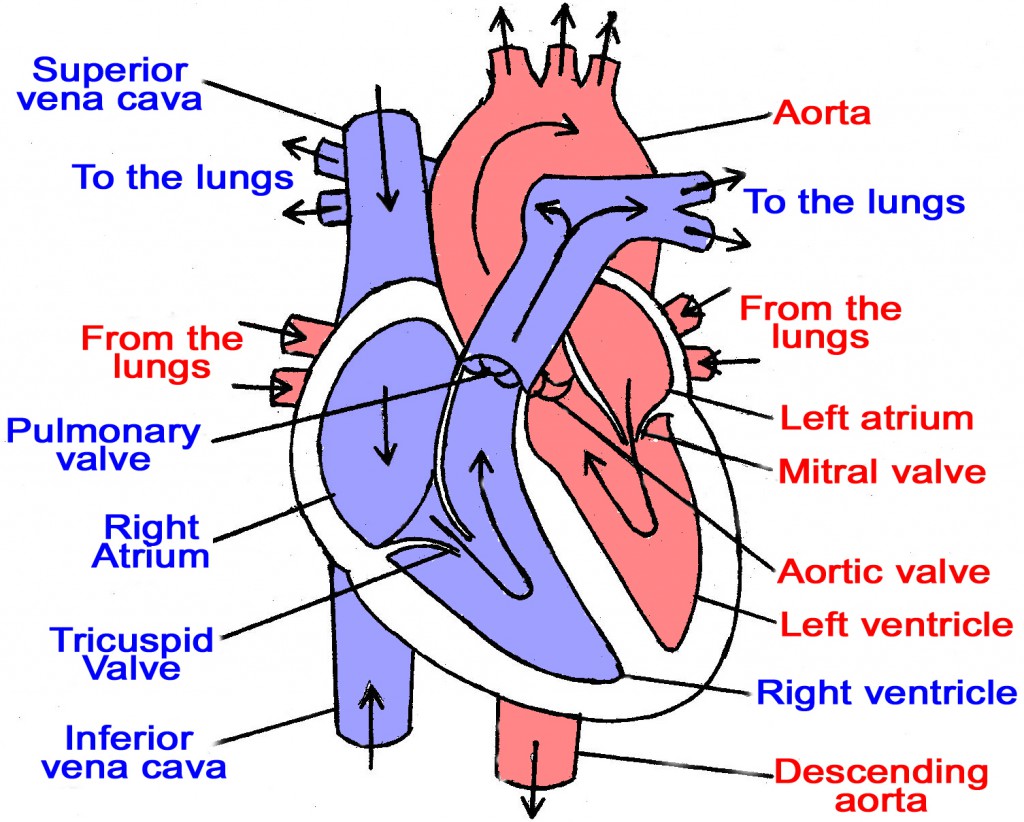 Superior
vena cava
To the lungs
From the
lungs
Pulmonary
valve
Right
Atrium
Tricuspid
Valve
Inferior
vena cava
Aorta
To the lungs
From the
lungs
Left atrium
Mitral valve
Aortic valve
Left ventricle
Right ventricle
Descending
aorta